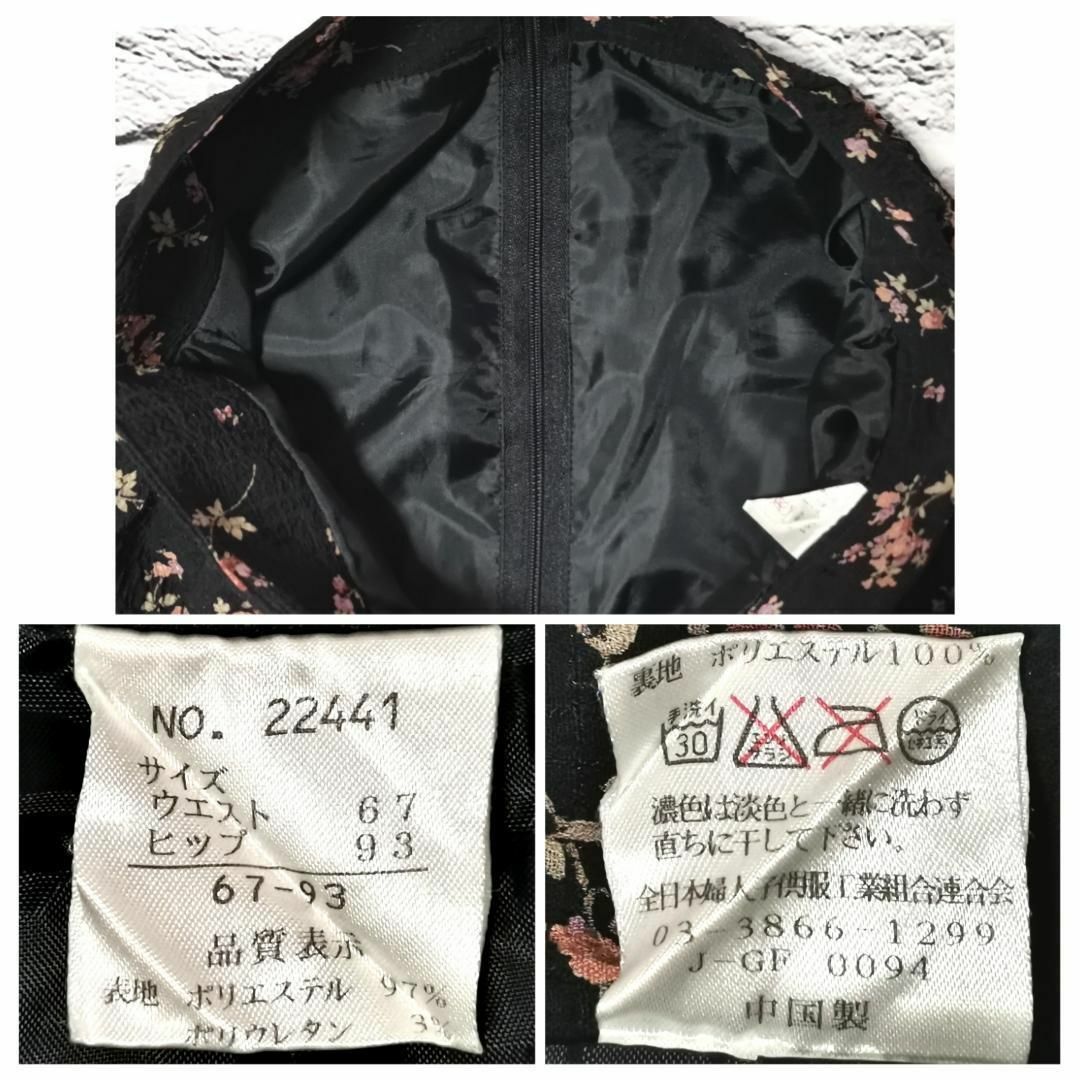 NO. 22441
サイズ
ウエスト 67
ヒップ 93
67-93
品質表示
表地 ポリエステル 97%
ポリウレタン 3%
裏地 ポリエステル100%
手洗イ
30
エンソ
サラシ
ドライ
セキユ系
濃色は淡色と一緒に洗わず
直ちに干して下さい。
全日本婦人子供服工業組合連合会
03-3866-1299
J-GF 0094
中国製